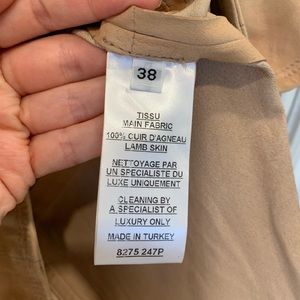 38
TISSU
MAIN FABRIC
100% CUIR D'AGNEAU
LAMB SKIN
NETTOYAGE PAR
UN SPECIALISTE DU
LUXE UNIQUEMENT
CLEANING BY
A SPECIALIST OF
LUXURY ONLY
MADE IN TURKEY
8275 247P